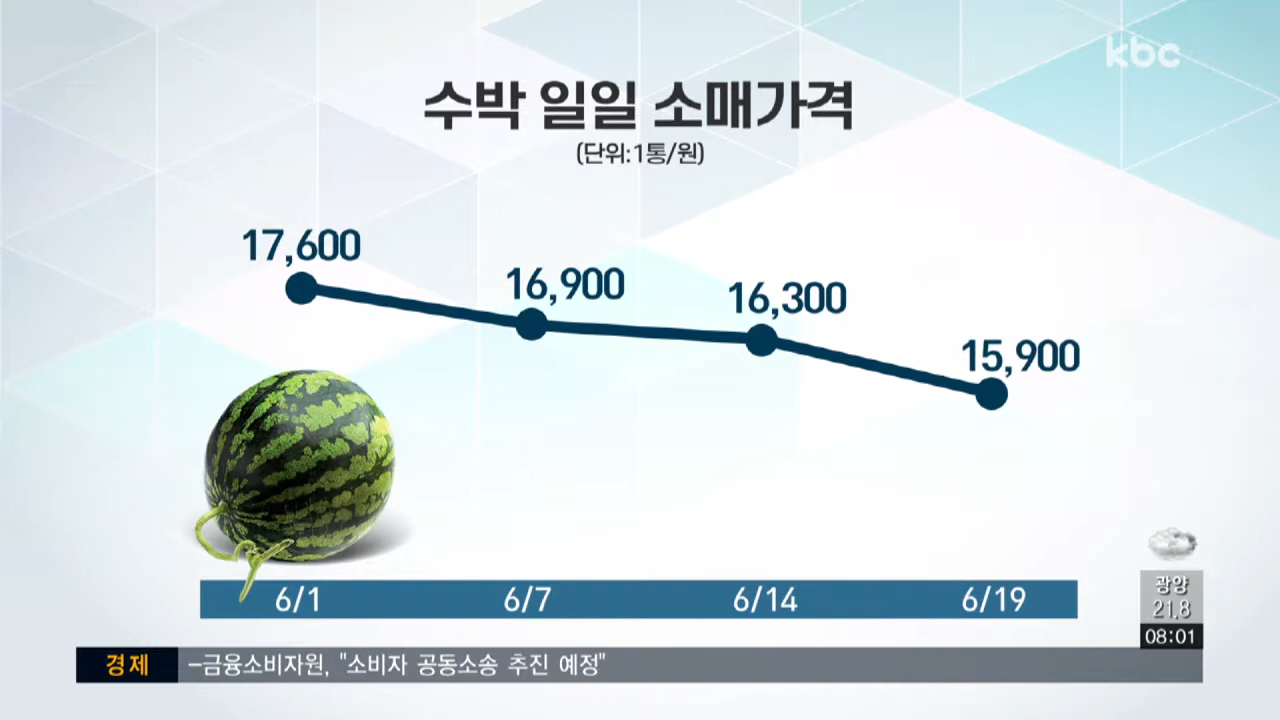 kbc
수박 일일 소매가격
(단위:1통/원)
17,600
16,900
16,300
15,900
6/1
6/7
6/14
6/19
광양
21.8
08:01
경제
-금융소비자원, "소비자 공동소송 추진 예정"